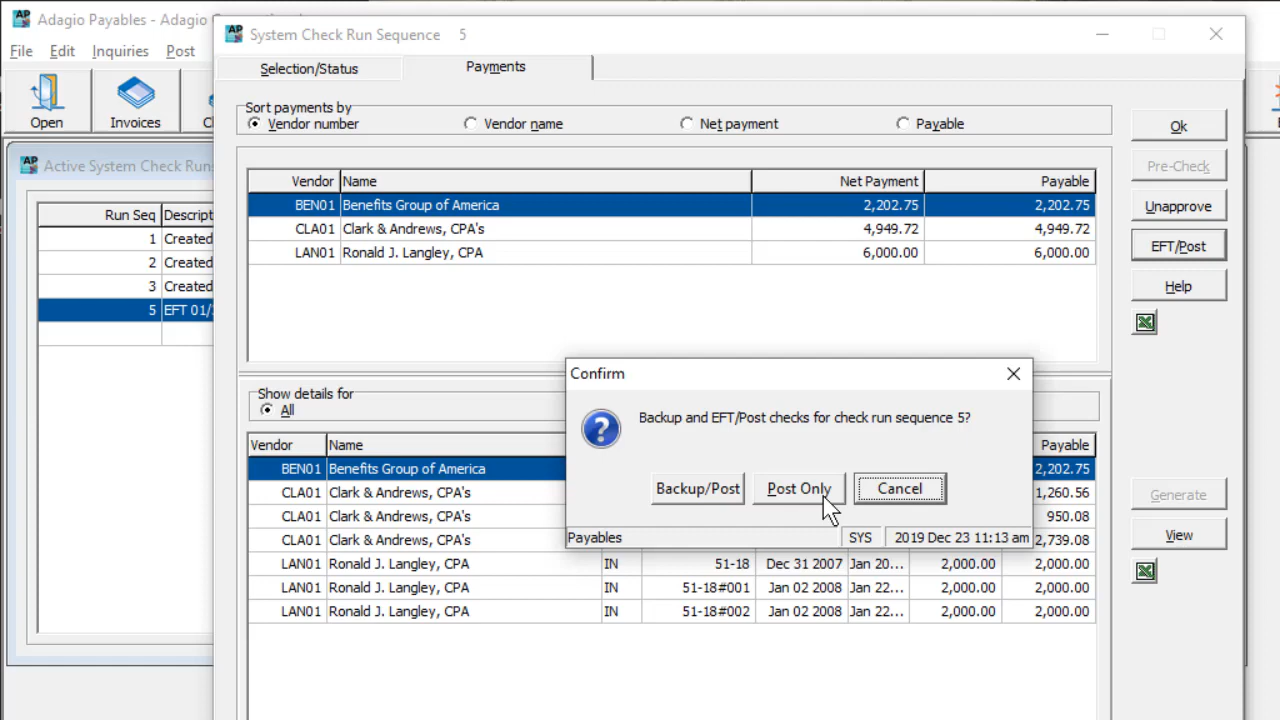 Adagio Payables - Adagio
System Check Run Sequence 5
File Edit Inquiries Post
Selection/Status
Payments
Open
Invoices
Sort payments by
Vendor number
Vendor name
Net payment
Payable
Ok
Pre-Check
Unapprove
EFT/Post
Help
Active System Check Run
Run Seq Descript
1 Created
2 Created
3 Created
5 EFT 01/
Vendor Name Net Payment Payable
BEN01 Benefits Group of America 2,202.75 2,202.75
CLA01 Clark & Andrews, CPA's 4,949.72 4,949.72
LAN01 Ronald J. Langley, CPA 6,000.00 6,000.00
Show details for
All
Confirm
Backup and EFT/Post checks for check run sequence 5?
Backup/Post
Post Only
Cancel
Payables SYS 2019 Dec 23 11:13 am
Vendor Name Payable
BEN01 Benefits Group of America 2,202.75
CLA01 Clark & Andrews, CPA's 1,260.56
CLA01 Clark & Andrews, CPA's 950.08
CLA01 Clark & Andrews, CPA's 2,739.08
LAN01 Ronald J. Langley, CPA IN 51-18 Dec 31 2007 Jan 20... 2,000.00 2,000.00
LAN01 Ronald J. Langley, CPA IN 51-18#001 Jan 02 2008 Jan 22... 2,000.00 2,000.00
LAN01 Ronald J. Langley, CPA IN 51-18#002 Jan 02 2008 Jan 22... 2,000.00 2,000.00
Generate
View